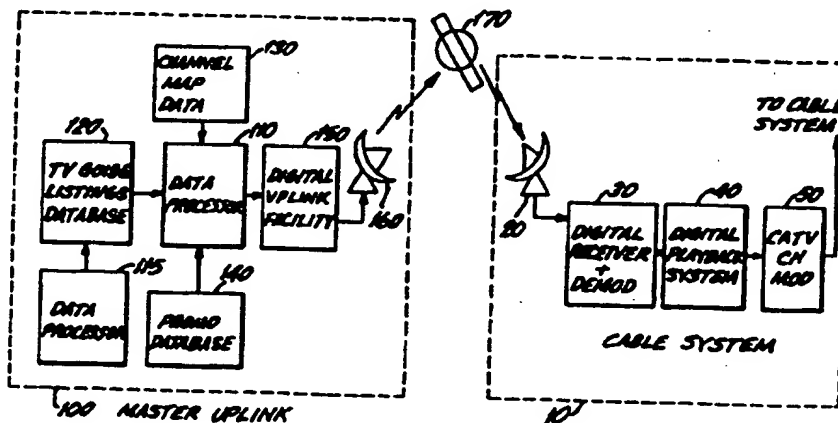 130
CHANNEL
MAP
DATA
120
TV GUIDE
LISTINGS
DATABASE
110
DATA
PROCESSOR
150
DIGITAL
UPLINK
FACILITY
160
115
DATA
PROCESSOR
140
PROMO
DATABASE
100 MASTER UPLINK
170
20
TO CABLE
SYSTEM
30
DIGITAL
RECEIVER
+
DEMOD
40
DIGITAL
PLAYBACK
SYSTEM
50
CATV
CH
MOD
CABLE SYSTEM
10